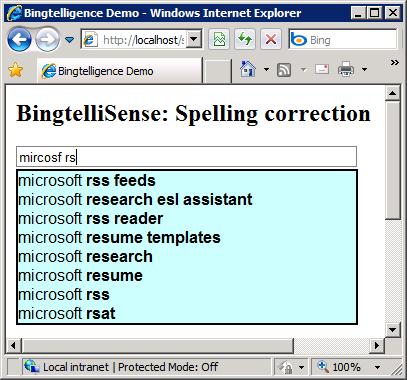 Bingtelligence Demo - Windows Internet Explorer
http://localhost/
Bing
Bingtelligence Demo
BingtelliSense: Spelling correction
mircosf rs
microsoft rss feeds
microsoft research esl assistant
microsoft rss reader
microsoft resume templates
microsoft research
microsoft resume
microsoft rss
microsoft rsat
Local intranet | Protected Mode: Off
100%